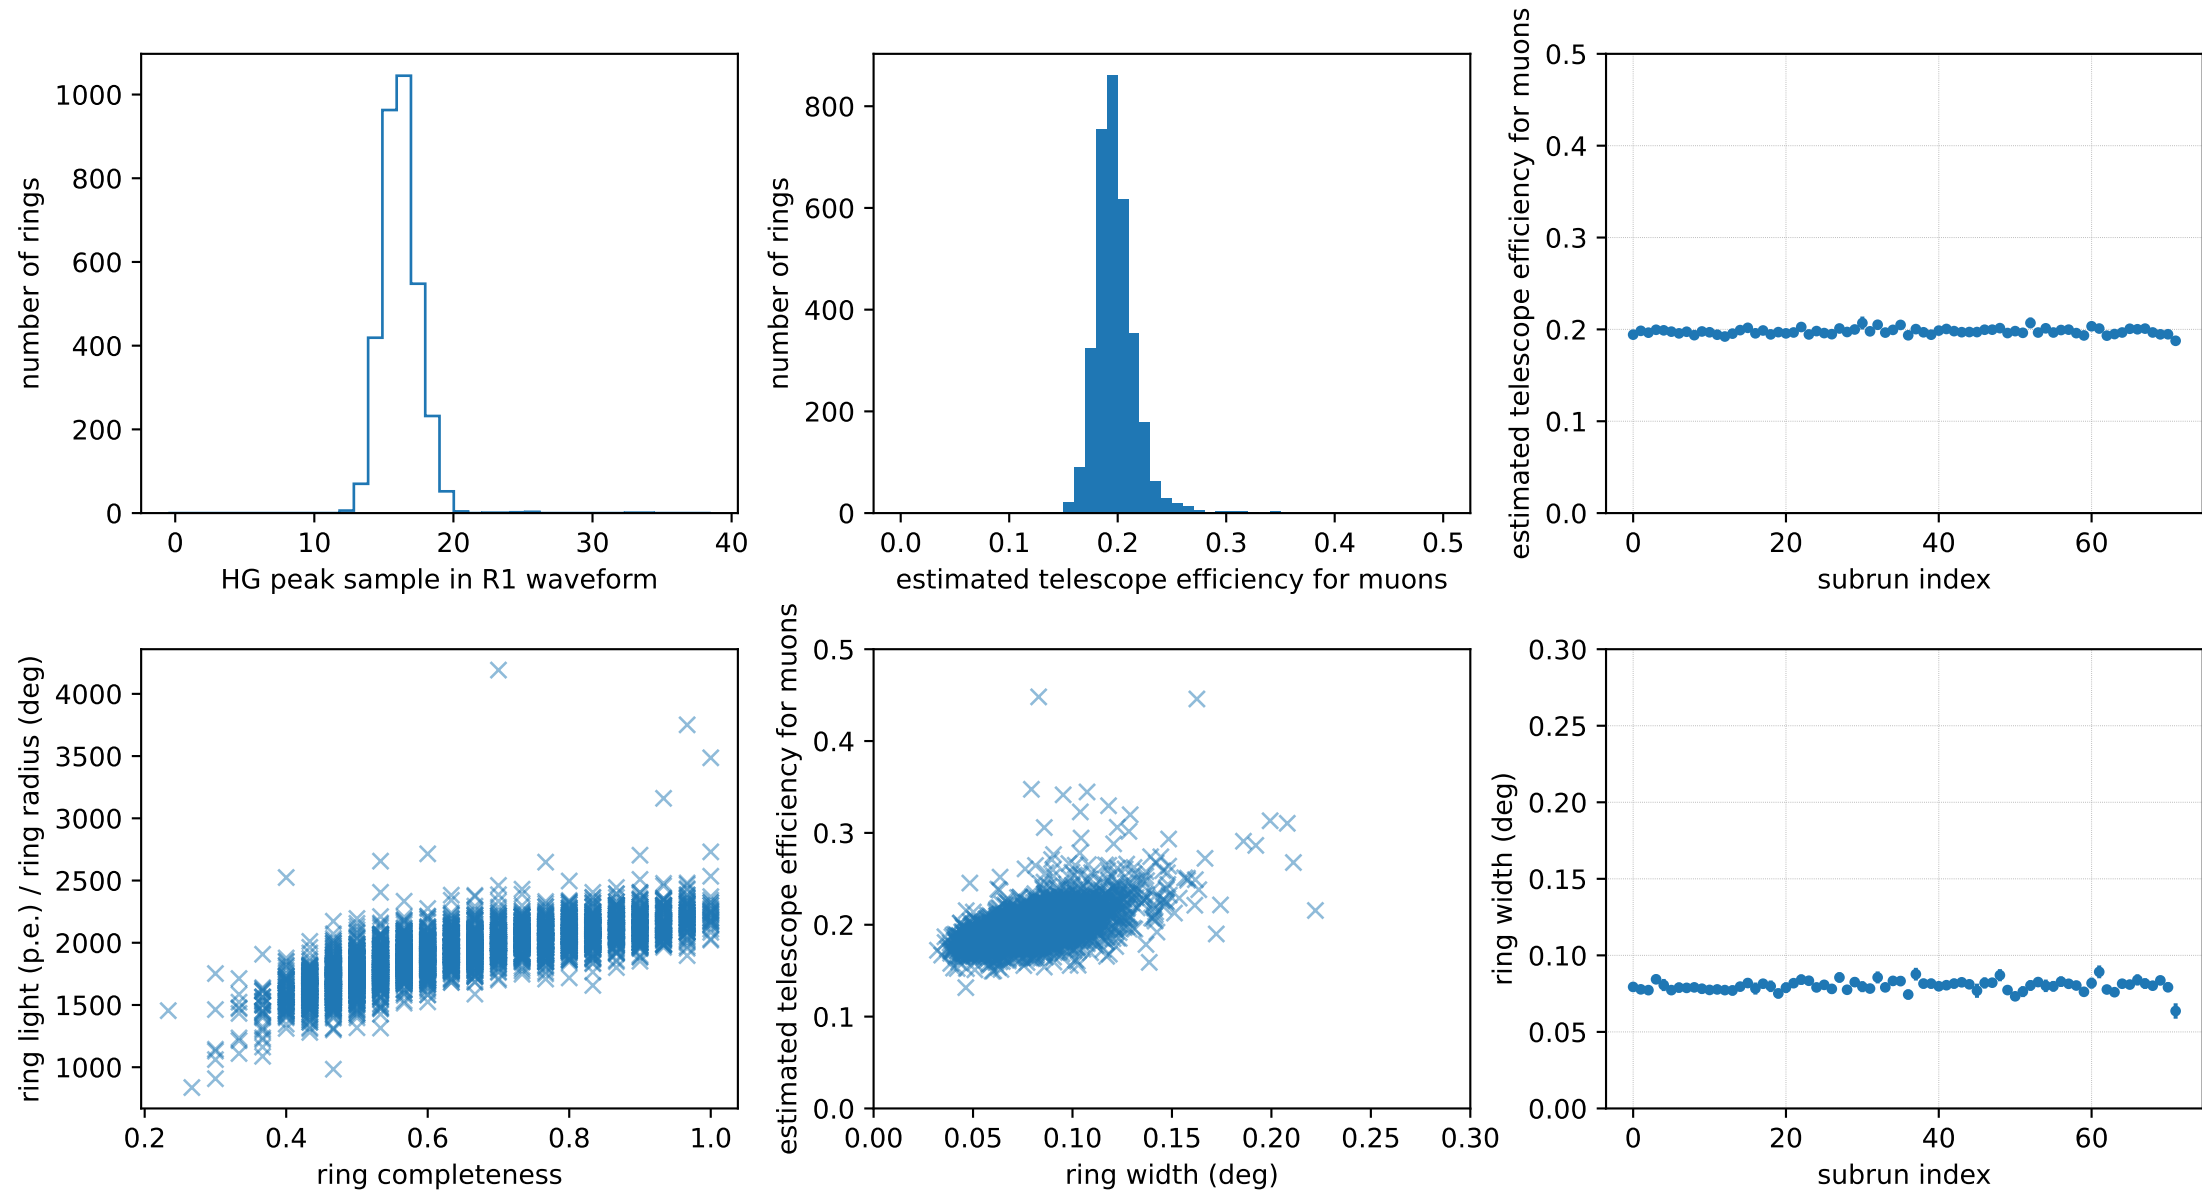 1000
800
600
400
200
0
number of rings
0 10 20 30 40
HG peak sample in R1 waveform
800
600
400
200
0
number of rings
0.0 0.1 0.2 0.3 0.4 0.5
estimated telescope efficiency for muons
0.5
0.4
0.3
0.2
0.1
0.0
estimated telescope efficiency for muons
0 20 40 60
subrun index
4000
3500
3000
2500
2000
1500
1000
ring light (p.e.) / ring radius (deg)
0.2 0.4 0.6 0.8 1.0
ring completeness
0.5
0.4
0.3
0.2
0.1
0.0
estimated telescope efficiency for muons
0.00 0.05 0.10 0.15 0.20 0.25 0.30
ring width (deg)
0.30
0.25
0.20
0.15
0.10
0.05
0.00
ring width (deg)
0 20 40 60
subrun index